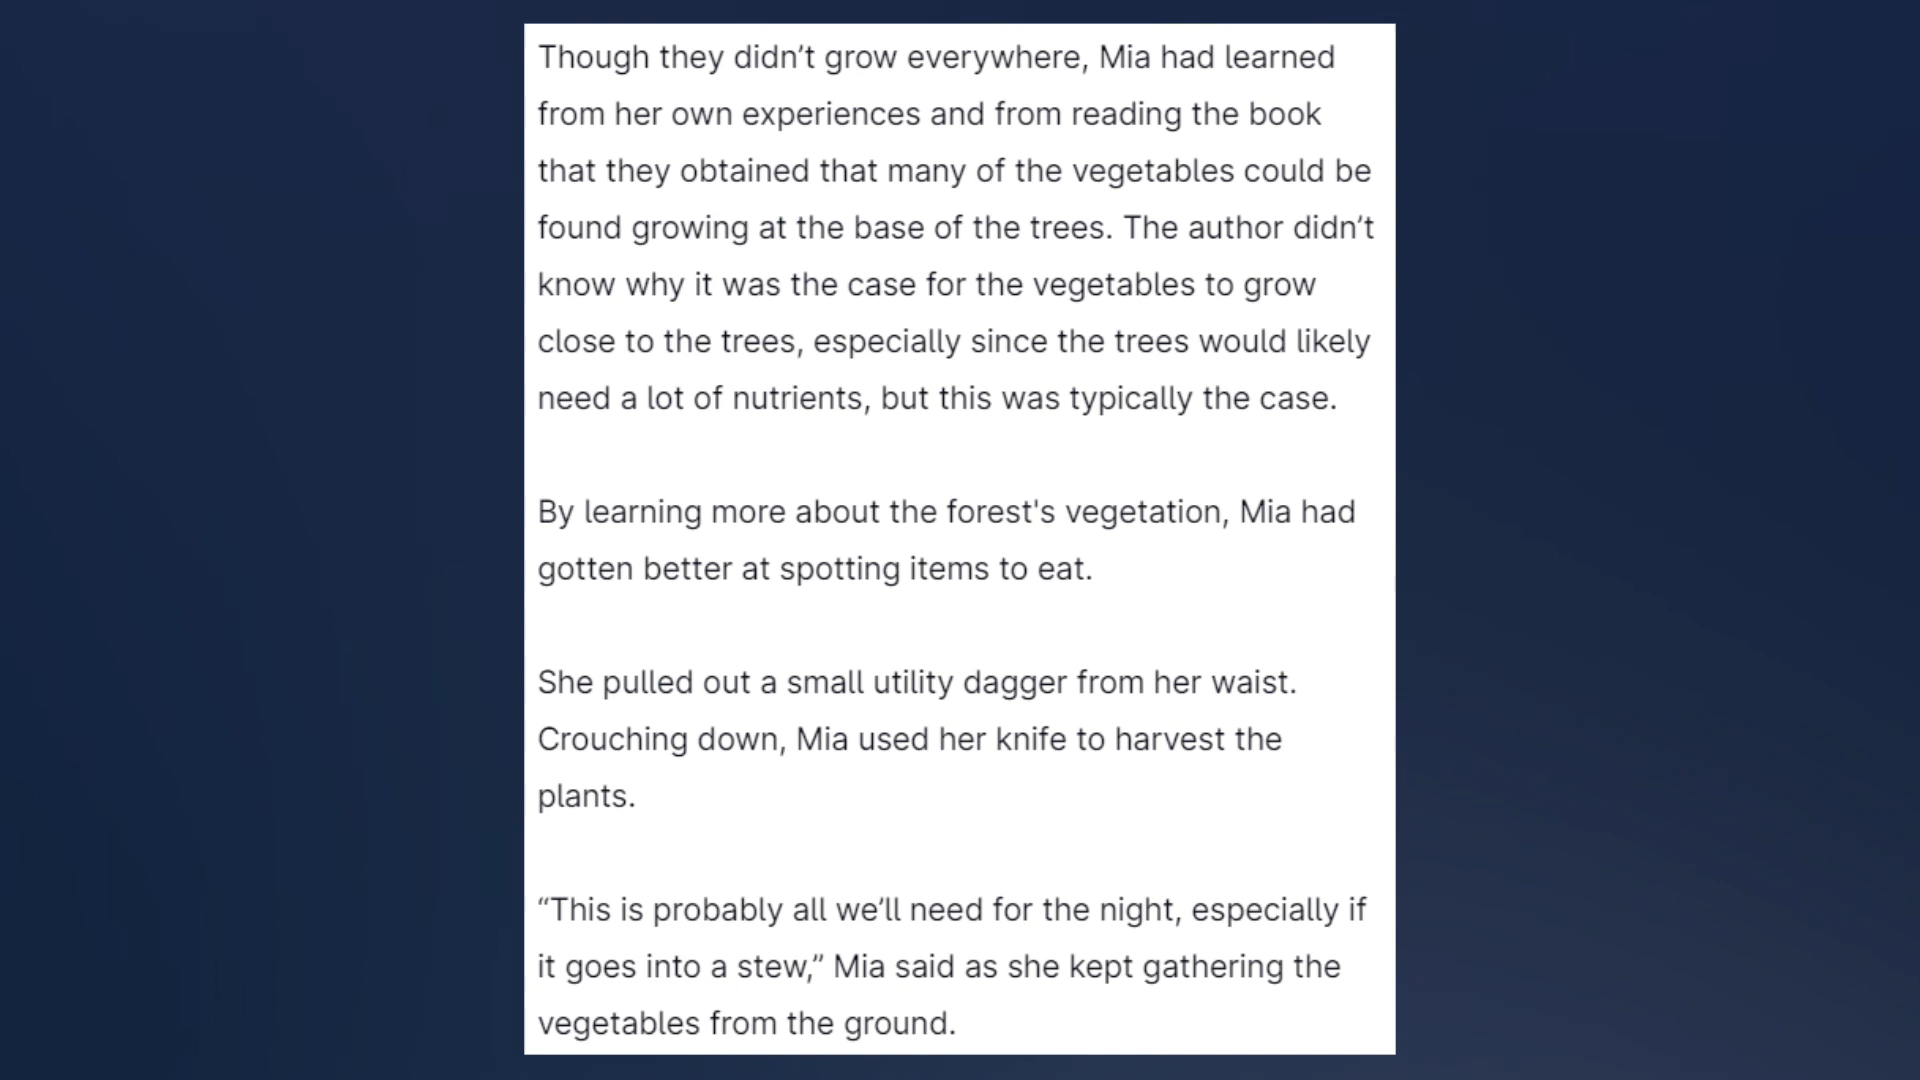 Though they didn’t grow everywhere, Mia had learned
from her own experiences and from reading the book
that they obtained that many of the vegetables could be
found growing at the base of the trees. The author didn’t
know why it was the case for the vegetables to grow
close to the trees, especially since the trees would likely
need a lot of nutrients, but this was typically the case.
By learning more about the forest's vegetation, Mia had
gotten better at spotting items to eat.
She pulled out a small utility dagger from her waist.
Crouching down, Mia used her knife to harvest the
plants.
“This is probably all we’ll need for the night, especially if
it goes into a stew,” Mia said as she kept gathering the
vegetables from the ground.